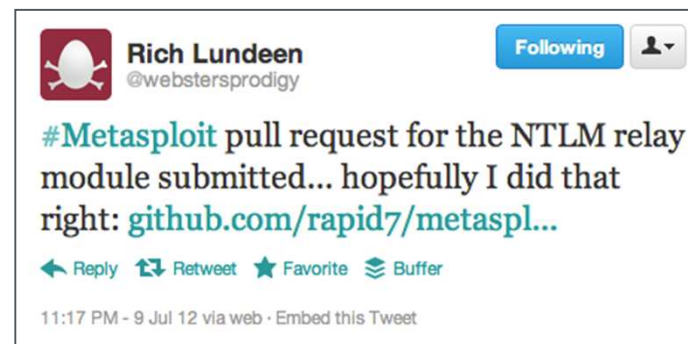 Rich Lundeen
@webstersprodigy
Following
#Metasploit pull request for the NTLM relay
module submitted... hopefully I did that
right: github.com/rapid7/metaspl...
Reply Retweet Favorite Buffer
11:17 PM - 9 Jul 12 via web · Embed this Tweet